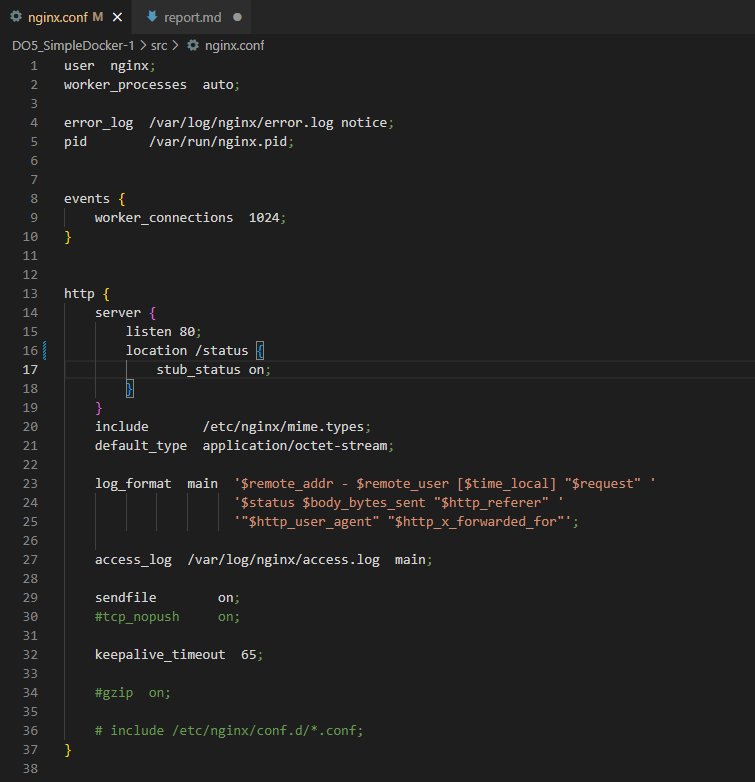 nginx.conf M × report.md ●
DO5_SimpleDocker-1 > src > nginx.conf
1 user  nginx;
2 worker_processes  auto;
3
4 error_log  /var/log/nginx/error.log notice;
5 pid        /var/run/nginx.pid;
6
7
8 events {
9     worker_connections  1024;
10 }
11
12
13 http {
14     server {
15         listen 80;
16         location /status {
17             stub_status on;
18         }
19     }
20     include       /etc/nginx/mime.types;
21     default_type  application/octet-stream;
22
23     log_format  main  '$remote_addr - $remote_user [$time_local] "$request" '
24                       '$status $body_bytes_sent "$http_referer" '
25                       '"$http_user_agent" "$http_x_forwarded_for"';
26
27     access_log  /var/log/nginx/access.log  main;
28
29     sendfile        on;
30     #tcp_nopush     on;
31
32     keepalive_timeout  65;
33
34     #gzip  on;
35
36     # include /etc/nginx/conf.d/*.conf;
37 }
38